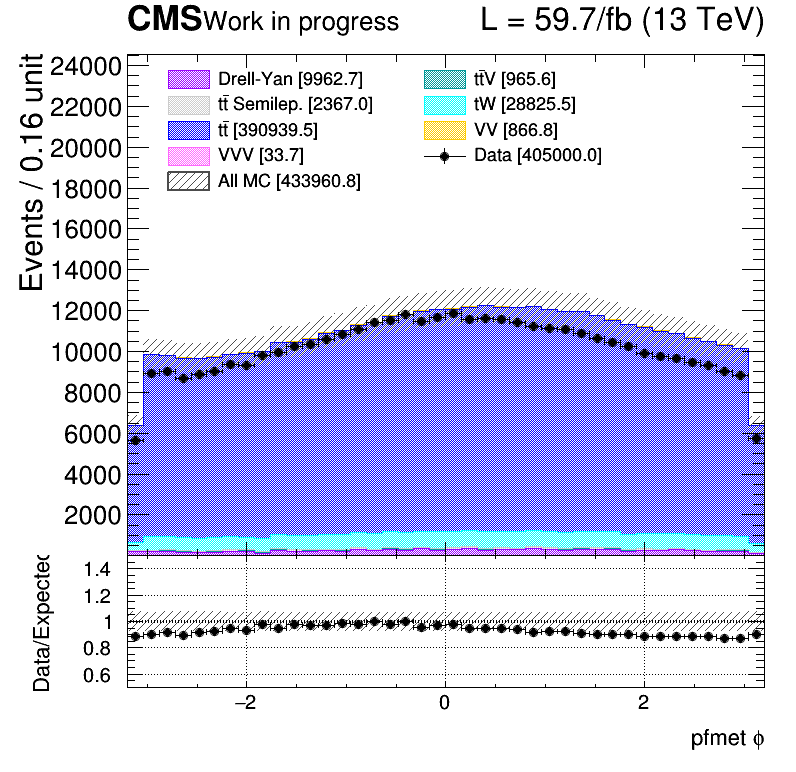 CMS Work in progress L = 59.7/fb (13 TeV)
Events / 0.16 unit
24000
22000
20000
18000
16000
14000
12000
10000
8000
6000
4000
2000
Drell-Yan [9962.7]
tt̄ Semilep. [2367.0]
tt̄ [390939.5]
VVV [33.7]
All MC [433960.8]
tt̄V [965.6]
tW [28825.5]
VV [866.8]
Data [405000.0]
Data/Expected
1.4
1.2
1
0.8
0.6
−2 0 2
pfmet ϕ